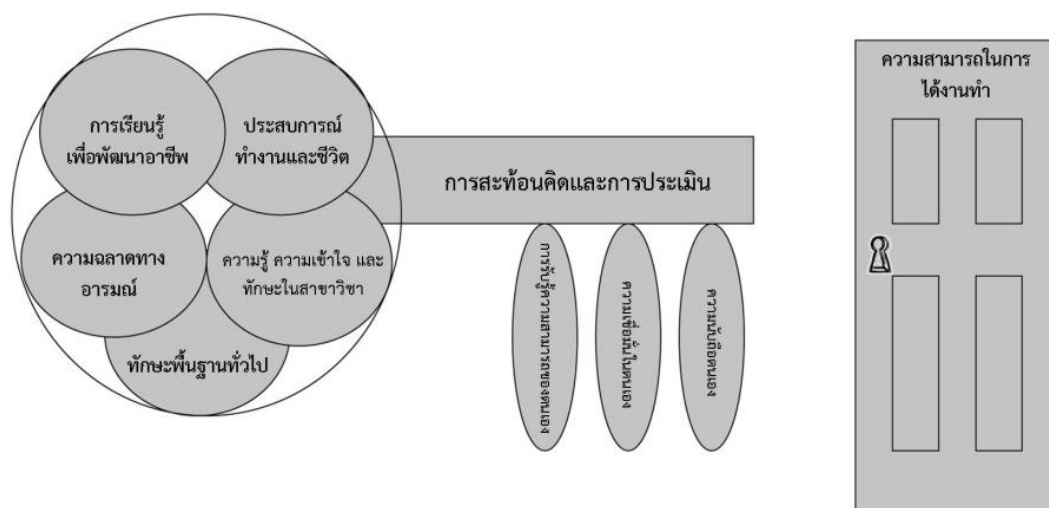 การเรียนรู้
เพื่อพัฒนาอาชีพ
ประสบการณ์
ทำงานและชีวิต
ความฉลาดทาง
อารมณ์
ความรู้ ความเข้าใจ และ
ทักษะในสาขาวิชา
ทักษะพื้นฐานทั่วไป
การสะท้อนคิดและการประเมิน
การรับรู้ความสามารถของตนเอง
ความเชื่อมั่นในตนเอง
ความนับถือตนเอง
ความสามารถในการ
ได้งานทำ